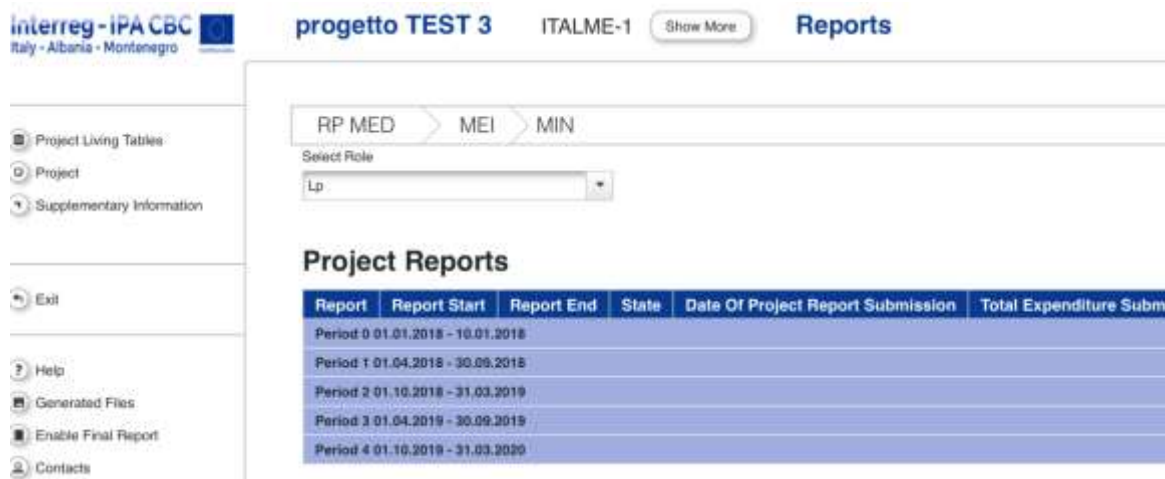 Interreg - IPA CBC
Italy - Albania - Montenegro
progetto TEST 3 ITALME-1 Show More Reports
RP MED MEI MIN
Select Role
Lp
Project Living Tables
Project
Supplementary Information
Exit
Help
Generated Files
Enable Final Report
Contacts
Project Reports
Report Report Start Report End State Date Of Project Report Submission Total Expenditure Subm
Period 0 01.01.2018 - 10.01.2018
Period 1 01.04.2018 - 30.09.2018
Period 2 01.10.2018 - 31.03.2019
Period 3 01.04.2019 - 30.09.2019
Period 4 01.10.2019 - 31.03.2020